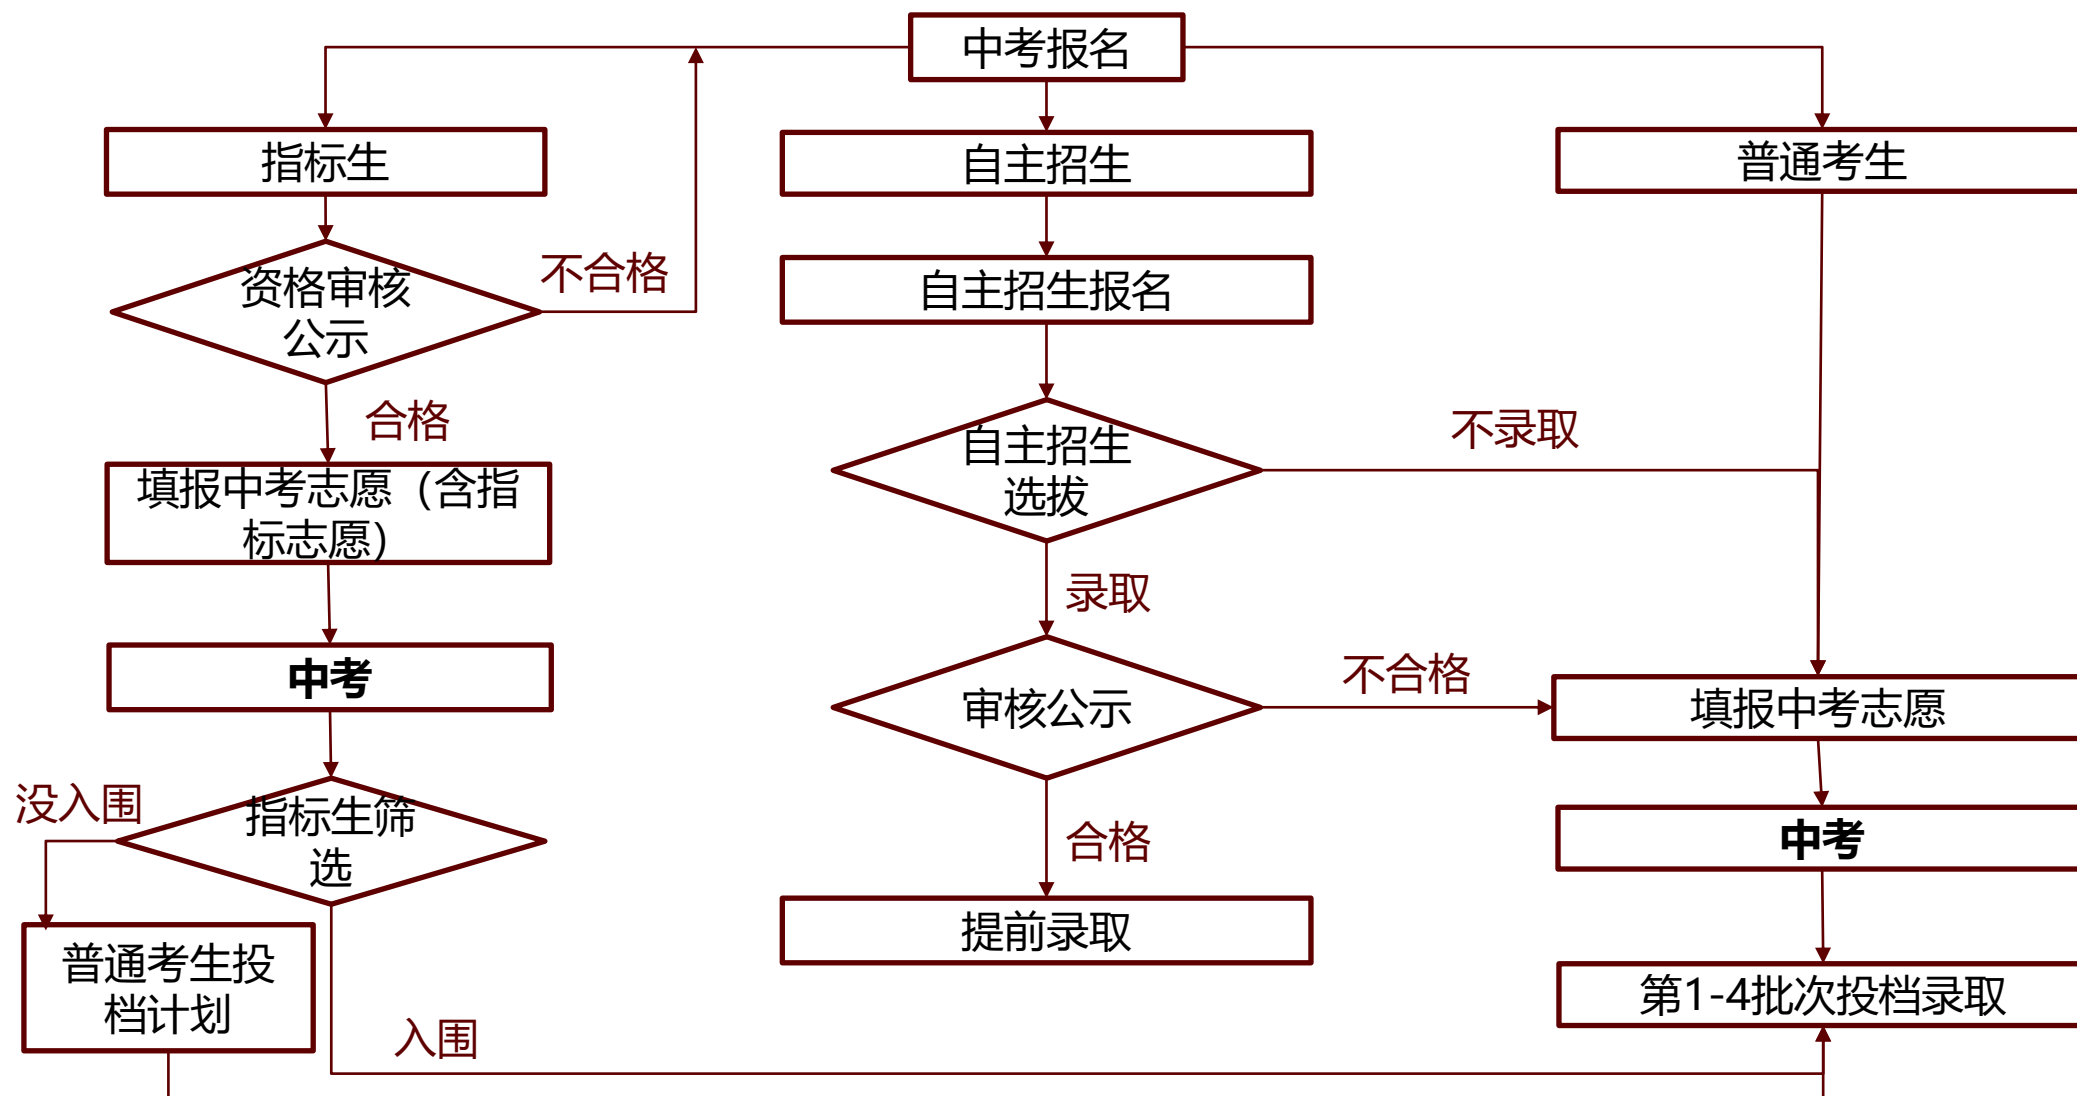 中考报名
指标生
自主招生
普通考生
资格审核
公示
不合格
自主招生报名
合格
不录取
填报中考志愿（含指
标志愿）
自主招生
选拔
录取
中考
审核公示
不合格
填报中考志愿
没入围
指标生筛
选
合格
中考
普通考生投
档计划
提前录取
第1-4批次投档录取
入围